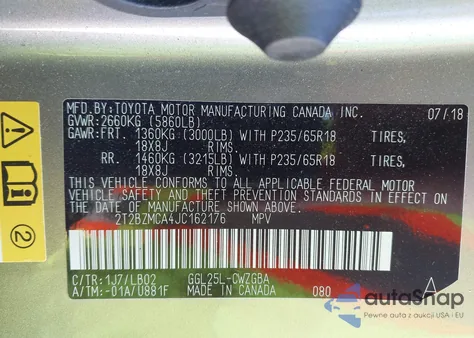 MFD.BY:TOYOTA MOTOR MANUFACTURING CANADA INC. 07/18
GVWR:2660KG (5860LB)
GAWR:FRT. 1360KG (3000LB) WITH P235/65R18 TIRES,
18X8J RIMS.
RR. 1460KG (3215LB) WITH P235/65R18 TIRES,
18X8J RIMS.
THIS VEHICLE CONFORMS TO ALL APPLICABLE FEDERAL MOTOR
VEHICLE SAFETY AND THEFT PREVENTION STANDARDS IN EFFECT
ON THE DATE OF MANUFACTURE SHOWN ABOVE.
2T2BZMCA4JC162176 MPV
C/TR:1J7/LB02 GGL25L-CWZGBA A
A/TM:-01A/U881F MADE IN CANADA 080
2
autoSnap
Pewne auta z USA i EU